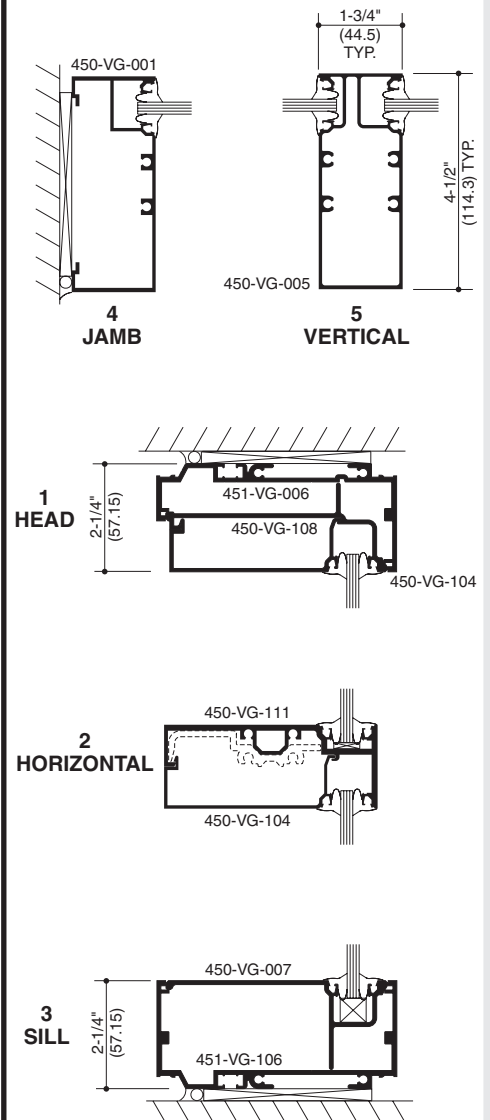 1-3/4"
(44.5)
TYP.
450-VG-001
4-1/2"
(114.3) TYP.
450-VG-005
4
JAMB
5
VERTICAL
1
HEAD
2-1/4"
(57.15)
451-VG-006
450-VG-108
450-VG-104
2
HORIZONTAL
450-VG-111
450-VG-104
3
SILL
2-1/4"
(57.15)
450-VG-007
451-VG-106